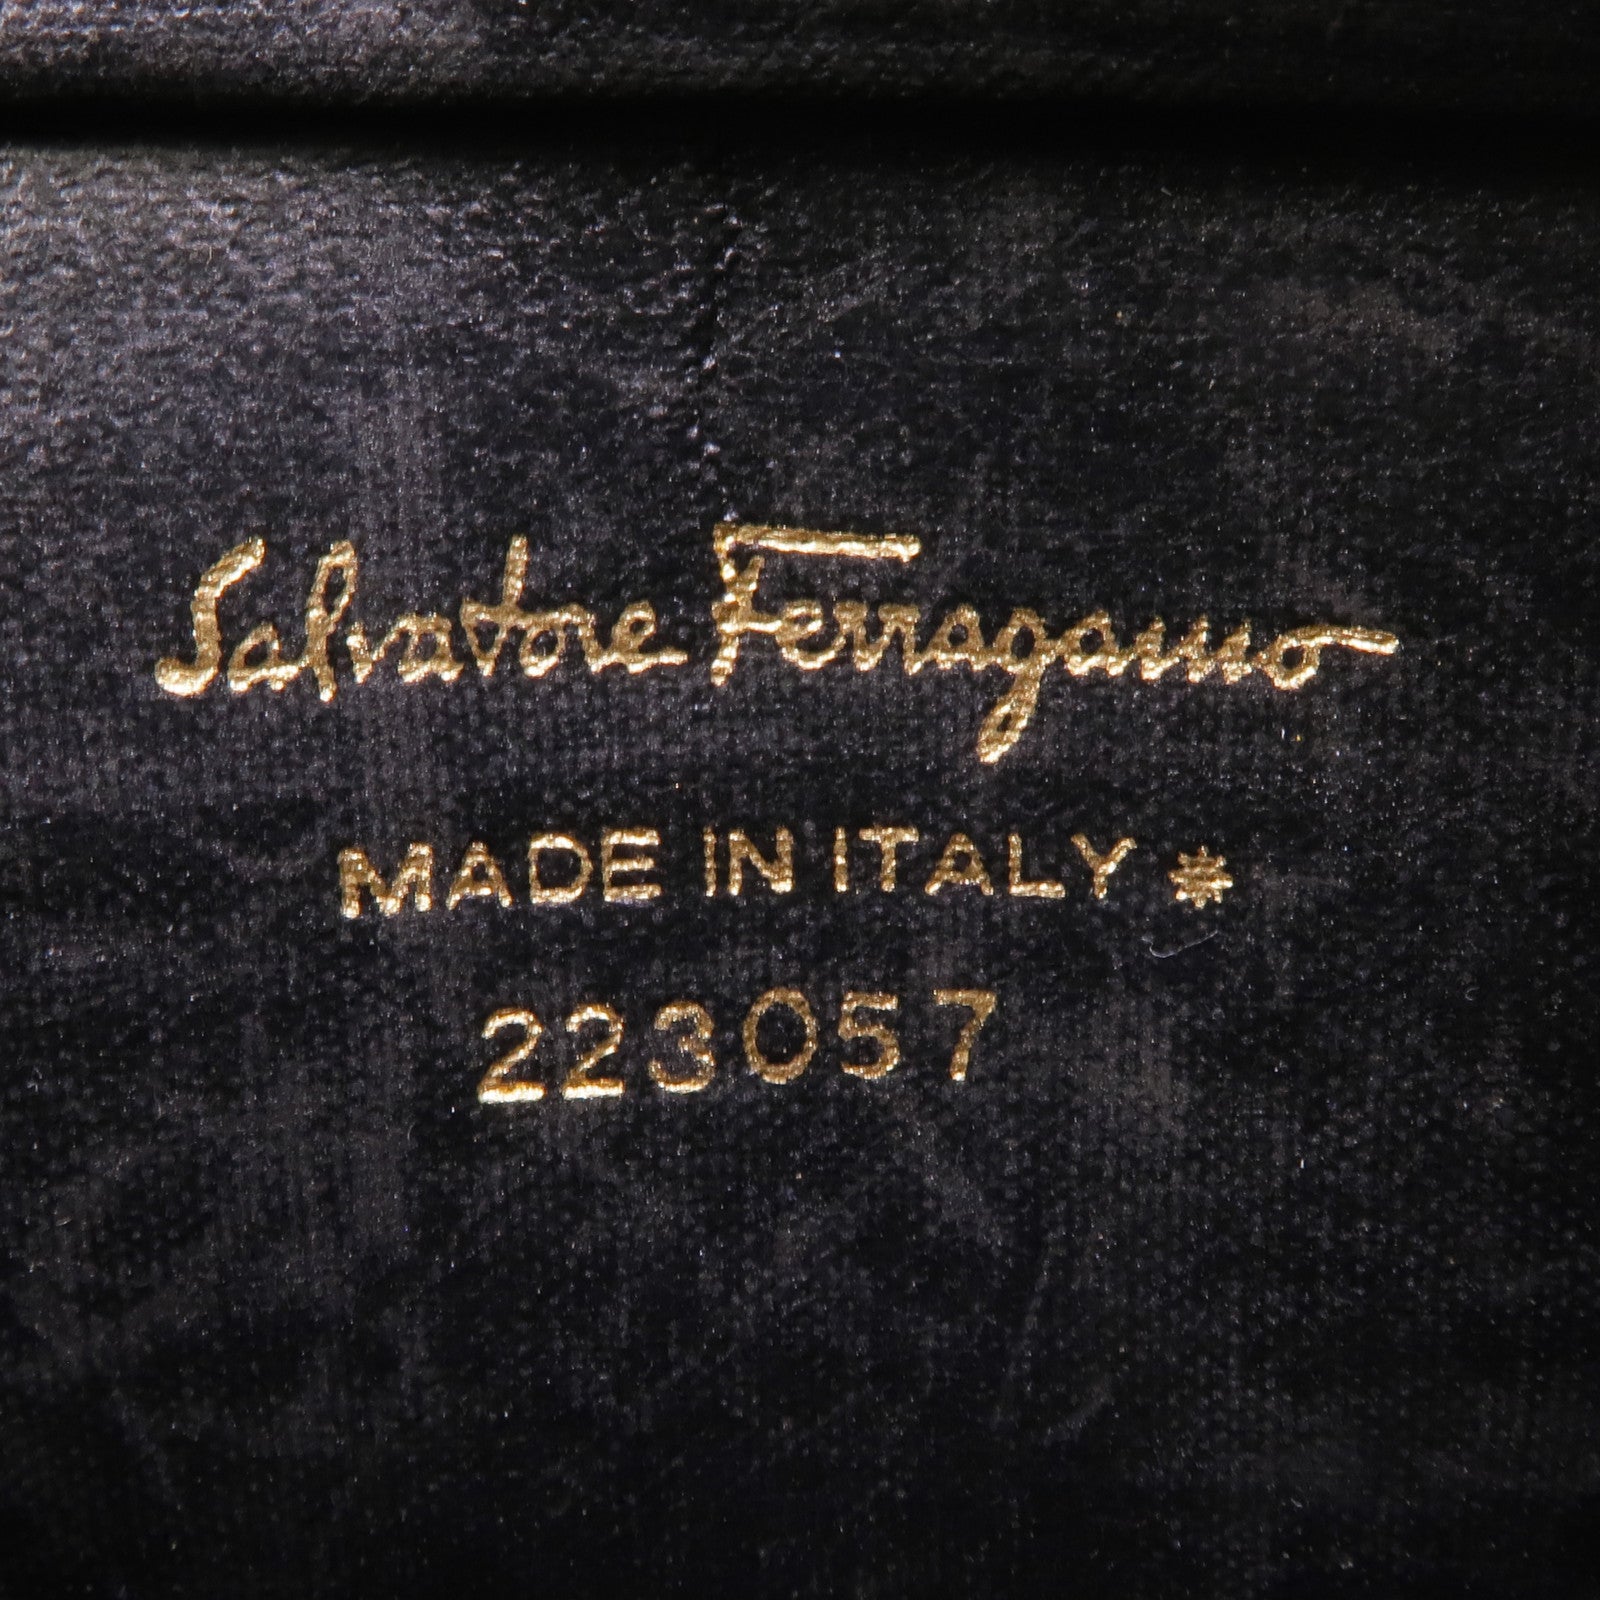 Salvatore Ferragamo
MADE IN ITALY *
223057